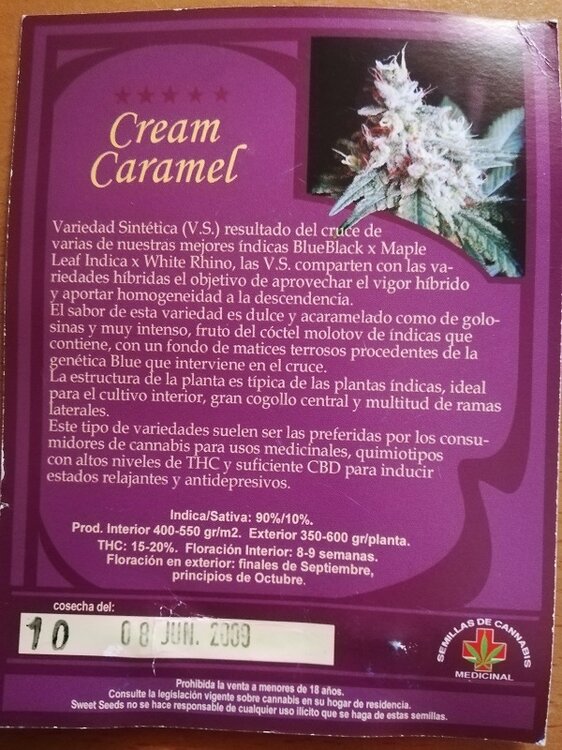 Cream
Caramel
Variedad Sintética (V.S.) resultado del cruce de
varias de nuestras mejores índicas BlueBlack x Maple
Leaf Indica x White Rhino, las V.S. comparten con las va-
riedades híbridas el objetivo de aprovechar el vigor híbrido
y aportar homogeneidad a la descendencia.
El sabor de esta variedad es dulce y acaramelado como de golo-
sinas y muy intenso, fruto del cóctel molotov de índicas que
contiene, con un fondo de matices terrosos procedentes de la
genética Blue que interviene en el cruce.
La estructura de la planta es típica de las plantas índicas, ideal
para el cultivo interior, gran cogollo central y multitud de ramas
laterales.
Este tipo de variedades suelen ser las preferidas por los consu-
midores de cannabis para usos medicinales, quimiotipos
con altos niveles de THC y suficiente CBD para inducir
estados relajantes y antidepresivos.
Indica/Sativa: 90%/10%.
Prod. Interior 400-550 gr/m2. Exterior 350-600 gr/planta.
THC: 15-20%. Floración Interior: 8-9 semanas.
Floración en exterior: finales de Septiembre,
principios de Octubre.
cosecha del:
10 08 JUN. 2009
SEMILLAS DE CANNABIS
MEDICINAL
Prohibida la venta a menores de 18 años.
Consulte la legislación vigente sobre cannabis en su hogar de residencia.
Sweet Seeds no se hace responsable de cualquier uso ilícito que se haga de estas semillas.